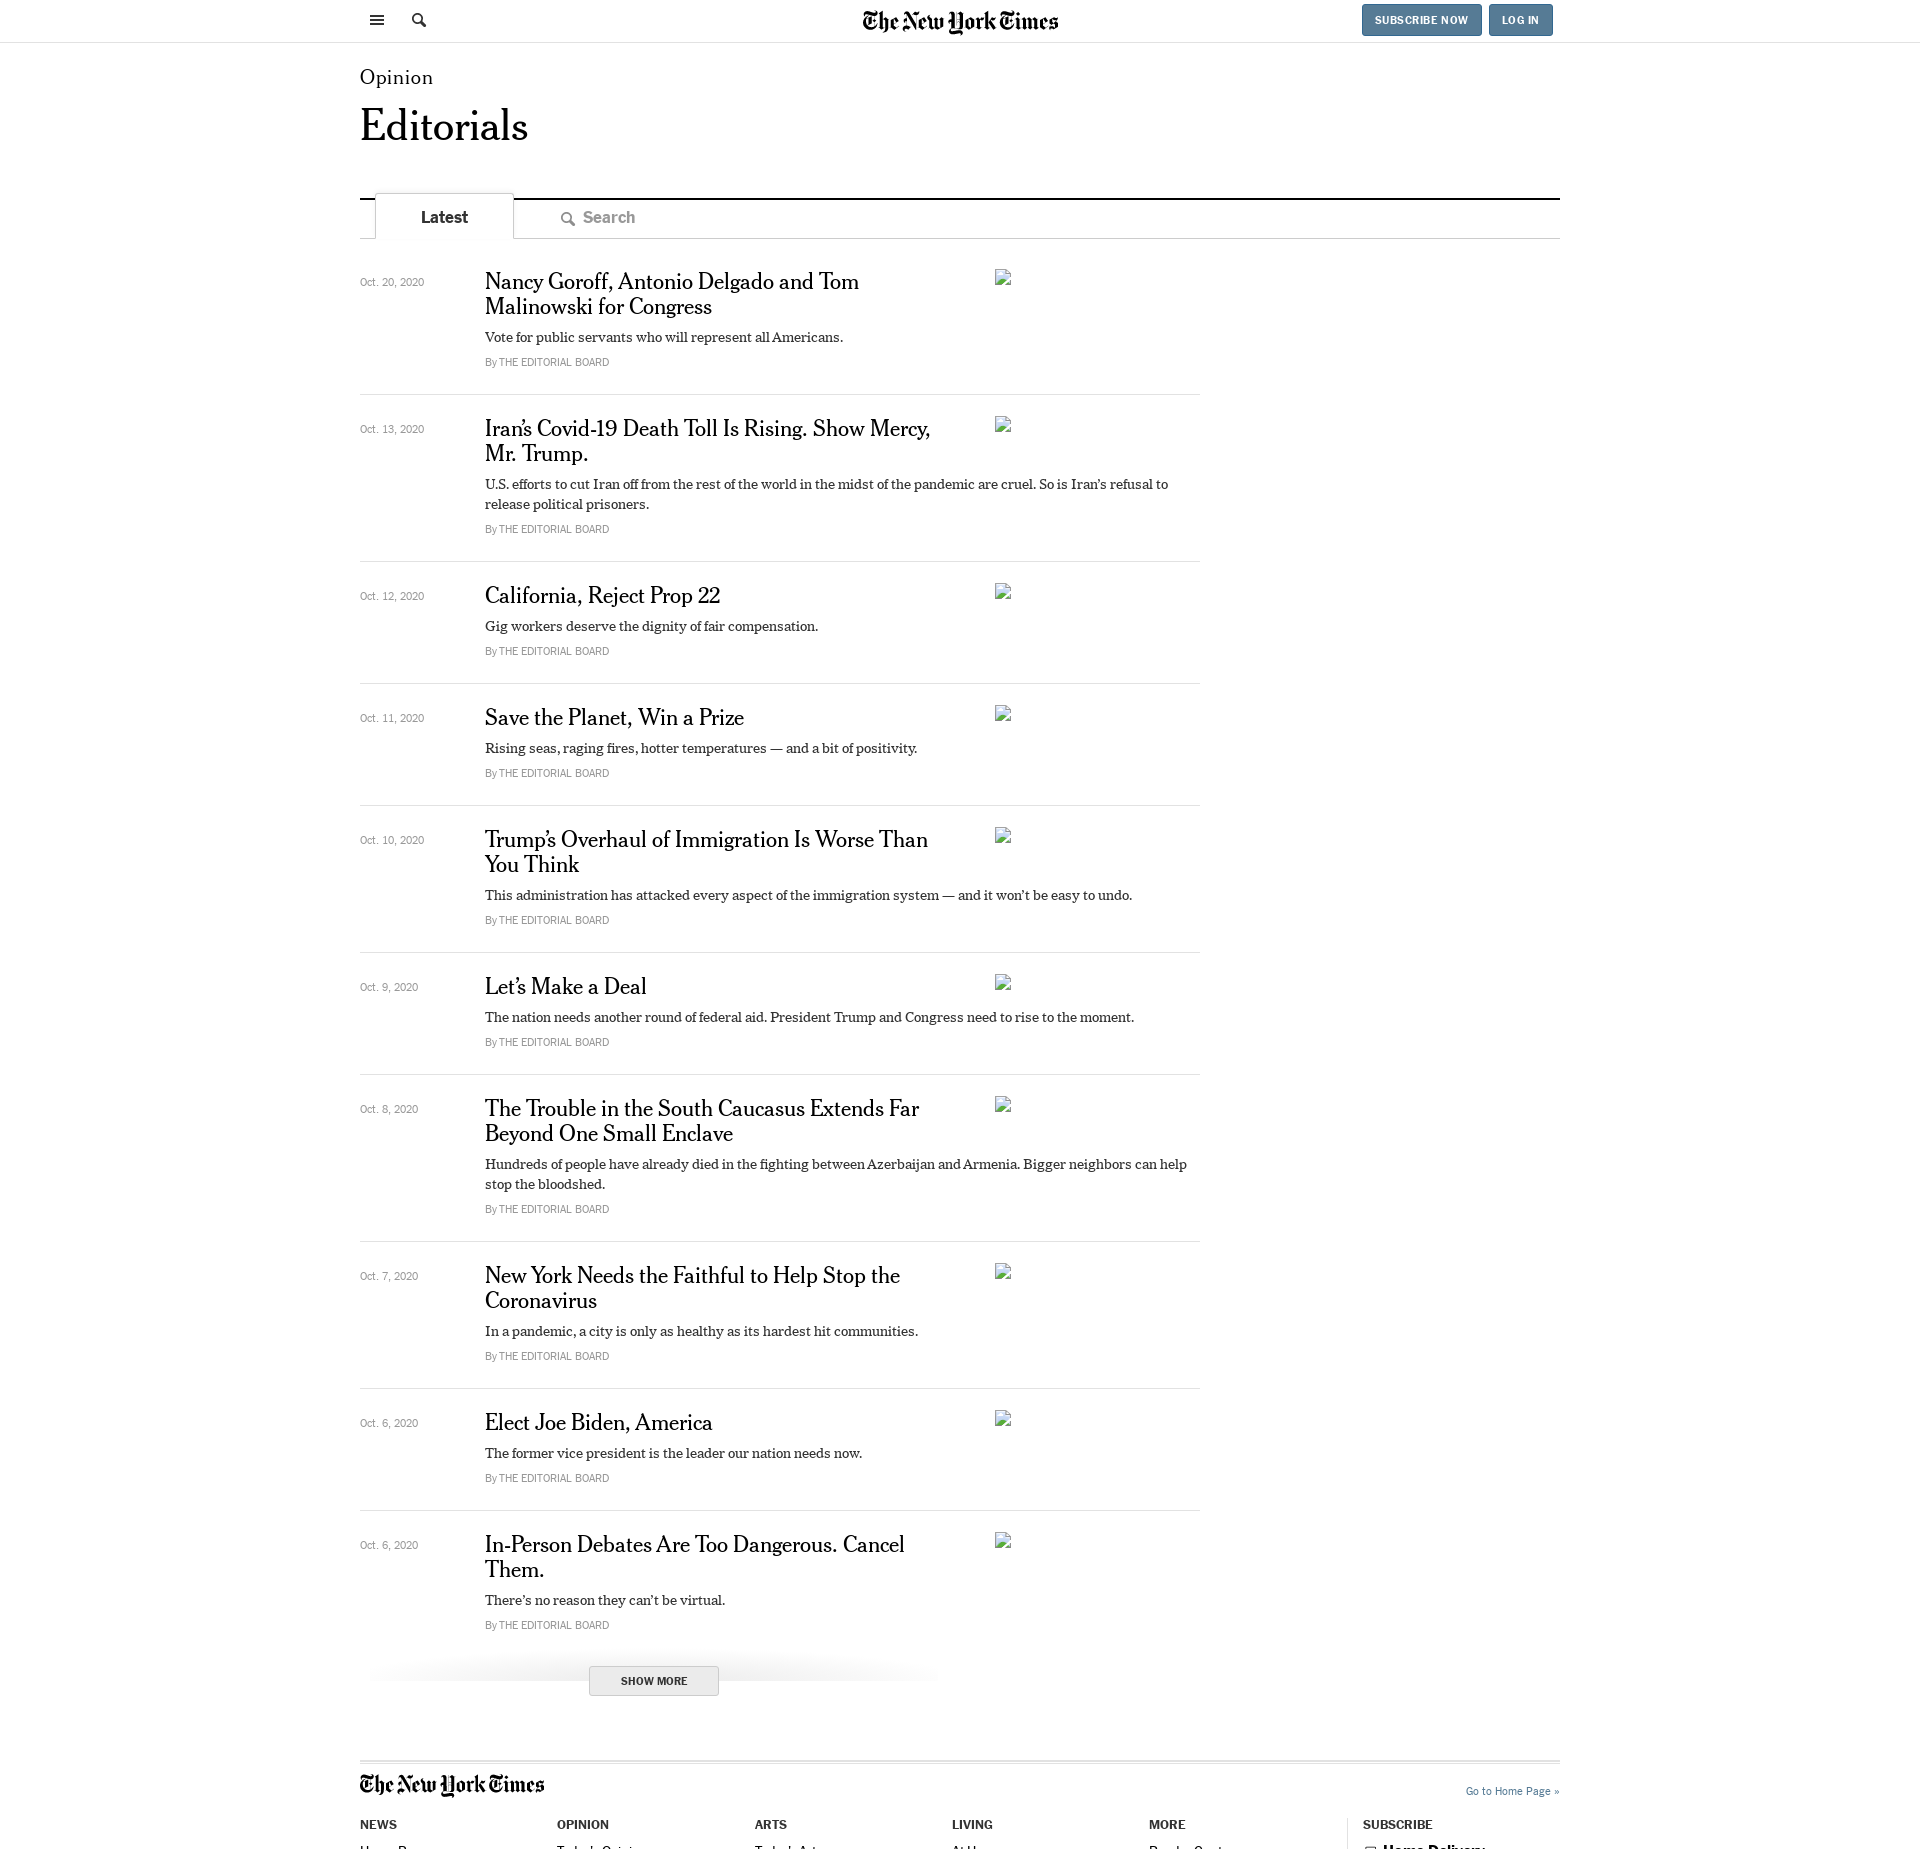 The New York Times
SUBSCRIBE NOW
LOG IN
Opinion
Editorials
Latest
Search
Oct. 20, 2020
Nancy Goroff, Antonio Delgado and Tom
Malinowski for Congress
Vote for public servants who will represent all Americans.
By THE EDITORIAL BOARD
Oct. 13, 2020
Iran’s Covid-19 Death Toll Is Rising. Show Mercy,
Mr. Trump.
U.S. efforts to cut Iran off from the rest of the world in the midst of the pandemic are cruel. So is Iran’s refusal to
release political prisoners.
By THE EDITORIAL BOARD
Oct. 12, 2020
California, Reject Prop 22
Gig workers deserve the dignity of fair compensation.
By THE EDITORIAL BOARD
Oct. 11, 2020
Save the Planet, Win a Prize
Rising seas, raging fires, hotter temperatures — and a bit of positivity.
By THE EDITORIAL BOARD
Oct. 10, 2020
Trump’s Overhaul of Immigration Is Worse Than
You Think
This administration has attacked every aspect of the immigration system — and it won’t be easy to undo.
By THE EDITORIAL BOARD
Oct. 9, 2020
Let’s Make a Deal
The nation needs another round of federal aid. President Trump and Congress need to rise to the moment.
By THE EDITORIAL BOARD
Oct. 8, 2020
The Trouble in the South Caucasus Extends Far
Beyond One Small Enclave
Hundreds of people have already died in the fighting between Azerbaijan and Armenia. Bigger neighbors can help
stop the bloodshed.
By THE EDITORIAL BOARD
Oct. 7, 2020
New York Needs the Faithful to Help Stop the
Coronavirus
In a pandemic, a city is only as healthy as its hardest hit communities.
By THE EDITORIAL BOARD
Oct. 6, 2020
Elect Joe Biden, America
The former vice president is the leader our nation needs now.
By THE EDITORIAL BOARD
Oct. 6, 2020
In-Person Debates Are Too Dangerous. Cancel
Them.
There’s no reason they can’t be virtual.
By THE EDITORIAL BOARD
SHOW MORE
The New York Times
Go to Home Page »
NEWS
OPINION
ARTS
LIVING
MORE
SUBSCRIBE
Home Delivery